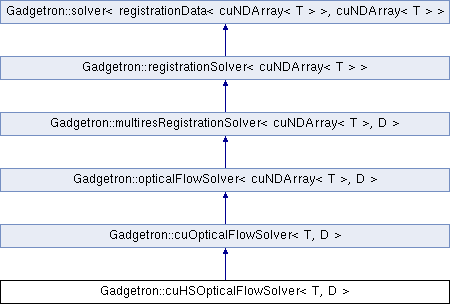 Gadgetron::solver< registrationData< cuNDArray< T > >, cuNDArray< T > >
Gadgetron::registrationSolver< cuNDArray< T > >
Gadgetron::multiresRegistrationSolver< cuNDArray< T >, D >
Gadgetron::opticalFlowSolver< cuNDArray< T >, D >
Gadgetron::cuOpticalFlowSolver< T, D >
Gadgetron::cuHSOpticalFlowSolver< T, D >